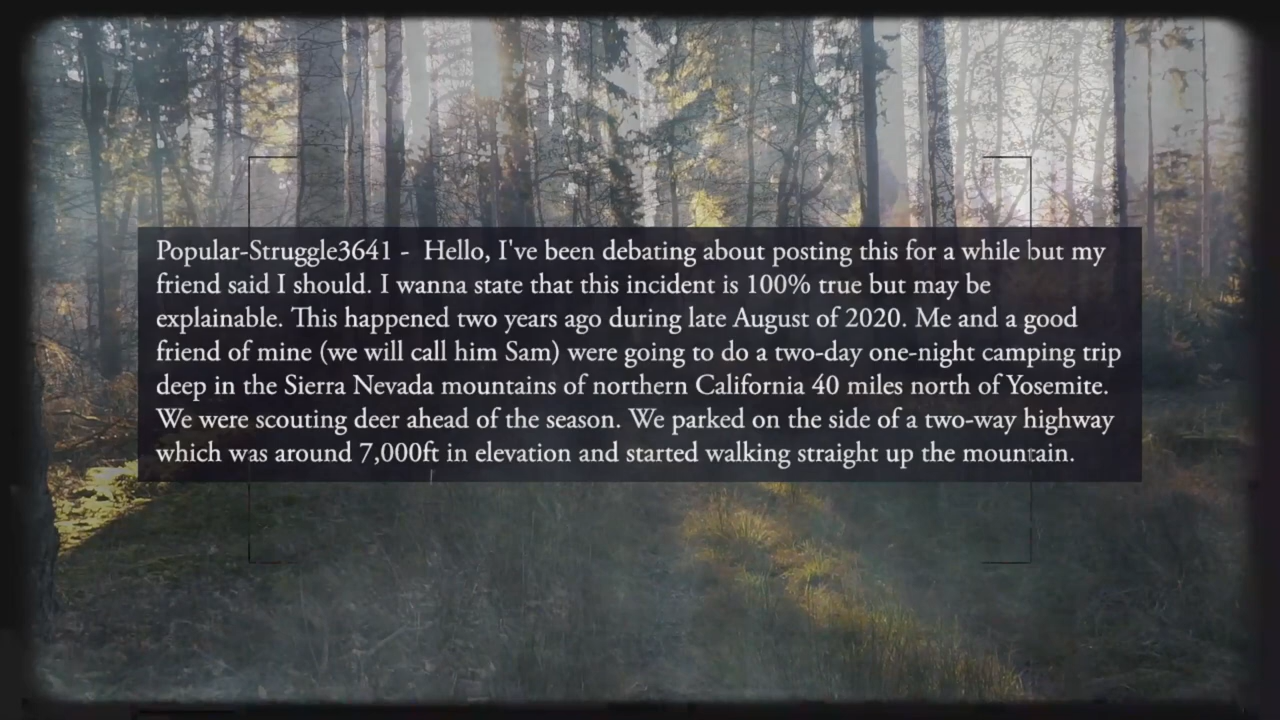 Popular-Struggle3641 - Hello, I've been debating about posting this for a while but my
friend said I should. I wanna state that this incident is 100% true but may be
explainable. This happened two years ago during late August of 2020. Me and a good
friend of mine (we will call him Sam) were going to do a two-day one-night camping trip
deep in the Sierra Nevada mountains of northern California 40 miles north of Yosemite.
We were scouting deer ahead of the season. We parked on the side of a two-way highway
which was around 7,000ft in elevation and started walking straight up the mountain.